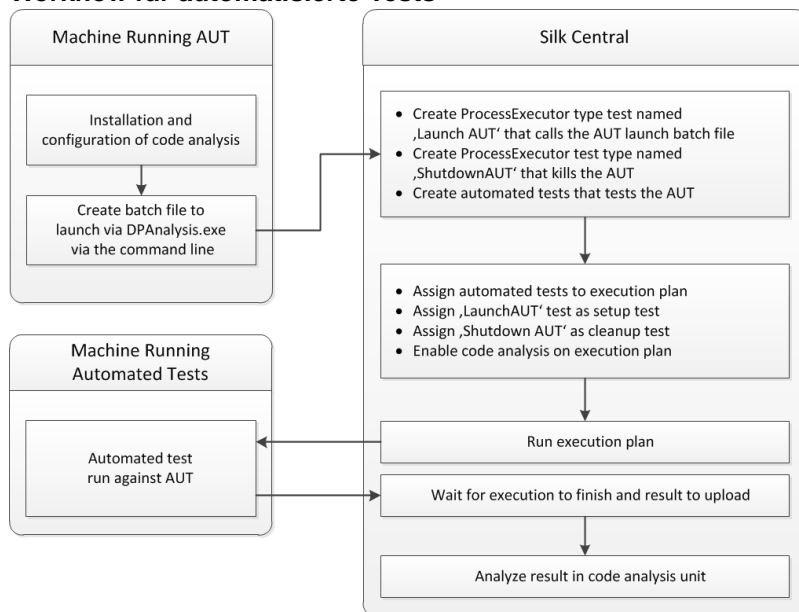 Workflow für automatisierte Tests
Machine Running AUT
Installation and
configuration of code analysis
Create batch file to
launch via DPAnalysis.exe
via the command line
Silk Central
• Create ProcessExecutor type test named
‚Launch AUT‘ that calls the AUT launch batch file
• Create ProcessExecutor test type named
‚ShutdownAUT‘ that kills the AUT
• Create automated tests that tests the AUT
• Assign automated tests to execution plan
• Assign ‚LaunchAUT‘ test as setup test
• Assign ‚Shutdown AUT‘ as cleanup test
• Enable code analysis on execution plan
Machine Running
Automated Tests
Automated test
run against AUT
Run execution plan
Wait for execution to finish and result to upload
Analyze result in code analysis unit